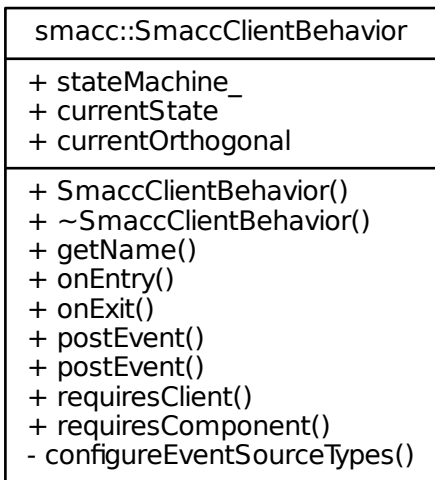 smacc::SmaccClientBehavior
+ stateMachine_
+ currentState
+ currentOrthogonal
+ SmaccClientBehavior()
+ ~SmaccClientBehavior()
+ getName()
+ onEntry()
+ onExit()
+ postEvent()
+ postEvent()
+ requiresClient()
+ requiresComponent()
- configureEventSourceTypes()